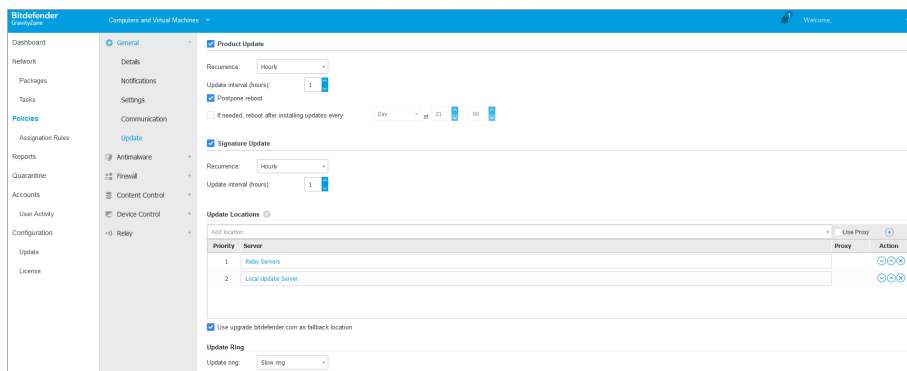 Bitdefender
GravityZone
Computers and Virtual Machines
Welcome,
Dashboard
Network
Packages
Tasks
Policies
Assignation Rules
Reports
Quarantine
Accounts
User Activity
Configuration
Update
License
General
Details
Notifications
Settings
Communication
Update
Antimalware +
Firewall +
Content Control +
Device Control +
Relay +
Product Update
Recurrence: Hourly
Update interval (hours): 1
Postpone reboot
If needed, reboot after installing updates every Day at 21 : 00
Signature Update
Recurrence: Hourly
Update interval (hours): 1
Update Locations
Add location Use Proxy
Priority Server Proxy Action
1 Relay Servers
2 Local Update Server
Use upgrade.bitdefender.com as fallback location
Update Ring
Update ring: Slow ring